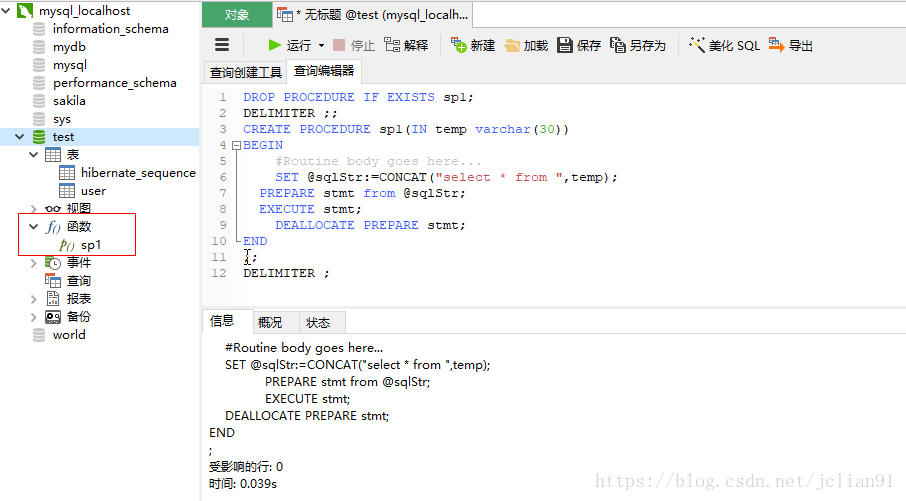 mysql_localhost
information_schema
mydb
mysql
performance_schema
sakila
sys
test
表
hibernate_sequence
user
视图
f() 函数
p() sp1
事件
查询
报表
备份
world
对象
* 无标题 @test (mysql_localh...
运行
停止
解释
新建
加载
保存
另存为
美化 SQL
导出
查询创建工具
查询编辑器
1 DROP PROCEDURE IF EXISTS sp1;
2 DELIMITER ;;
3 CREATE PROCEDURE sp1(IN temp varchar(30))
4 BEGIN
5 #Routine body goes here...
6 SET @sqlStr:=CONCAT("select * from ",temp);
7 PREPARE stmt from @sqlStr;
8 EXECUTE stmt;
9 DEALLOCATE PREPARE stmt;
10 END
11 ;;
12 DELIMITER ;
信息
概况
状态
#Routine body goes here...
SET @sqlStr:=CONCAT("select * from ",temp);
PREPARE stmt from @sqlStr;
EXECUTE stmt;
DEALLOCATE PREPARE stmt;
END
;
受影响的行: 0
时间: 0.039s
https://blog.csdn.net/jclian91